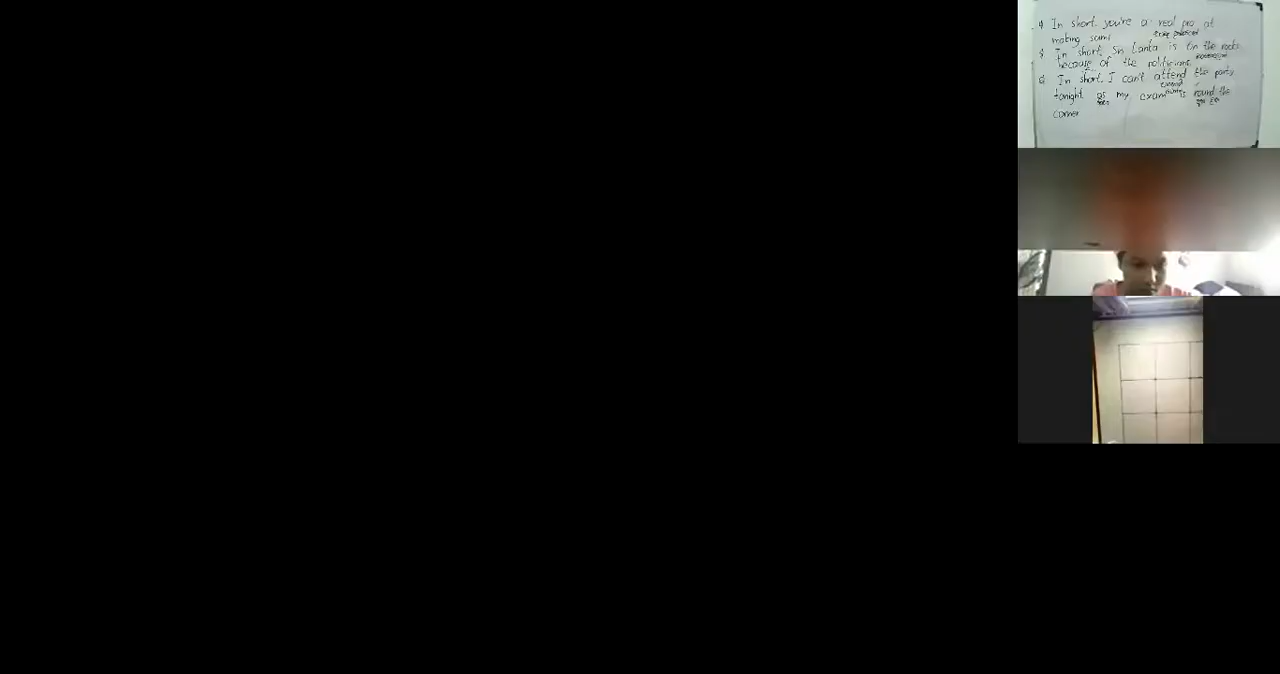 4) In short. you're a real pro at
making sami
5 In short. Sri Lanka is on the rocks
because of the politicians
6 In short. I can't attend the party
tonight as my exam is round the
corner